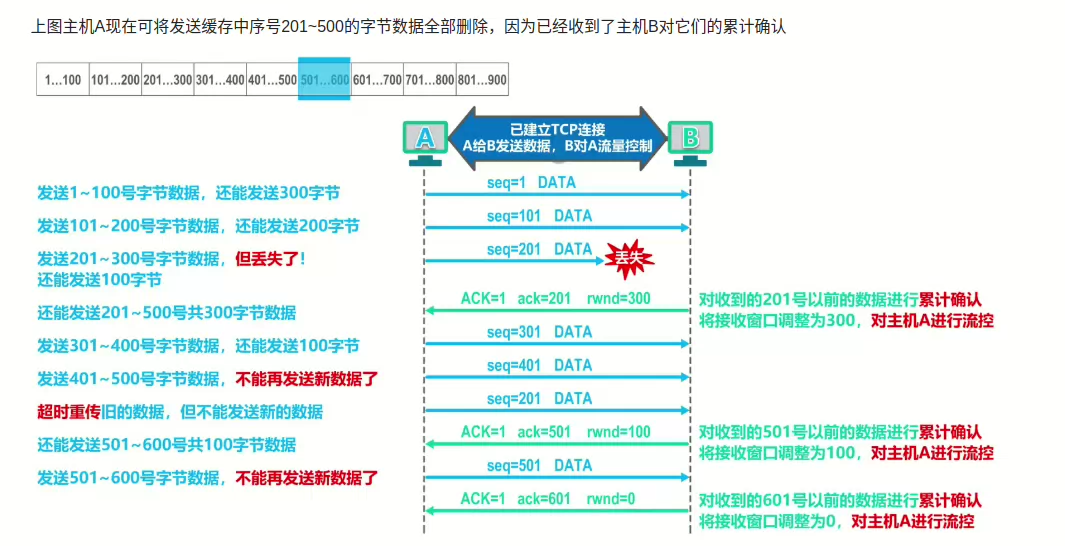 上图主机A现在可将发送缓存中序号201~500的字节数据全部删除，因为已经收到了主机B对它们的累计确认
1...100 101...200 201...300 301...400 401...500 501...600 601...700 701...800 801...900
A
已建立TCP连接
A给B发送数据，B对A流量控制
B
发送1~100号字节数据，还能发送300字节
seq=1 DATA
发送101~200号字节数据，还能发送200字节
seq=101 DATA
发送201~300号字节数据，但丢失了！
还能发送100字节
seq=201 DATA
丢失
还能发送201~500号共300字节数据
ACK=1 ack=201 rwnd=300
对收到的201号以前的数据进行累计确认
将接收窗口调整为300，对主机A进行流控
发送301~400号字节数据，还能发送100字节
seq=301 DATA
发送401~500号字节数据，不能再发送新数据了
seq=401 DATA
超时重传旧的数据，但不能发送新的数据
seq=201 DATA
还能发送501~600号共100字节数据
ACK=1 ack=501 rwnd=100
对收到的501号以前的数据进行累计确认
将接收窗口调整为100，对主机A进行流控
发送501~600号字节数据，不能再发送新数据了
seq=501 DATA
ACK=1 ack=601 rwnd=0
对收到的601号以前的数据进行累计确认
将接收窗口调整为0，对主机A进行流控